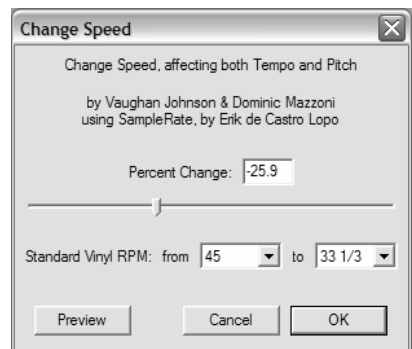 Change Speed
Change Speed, affecting both Tempo and Pitch
by Vaughan Johnson & Dominic Mazzoni
using SampleRate, by Erik de Castro Lopo
Percent Change: -25.9
Standard Vinyl RPM: from 45 to 33 1/3
Preview Cancel OK